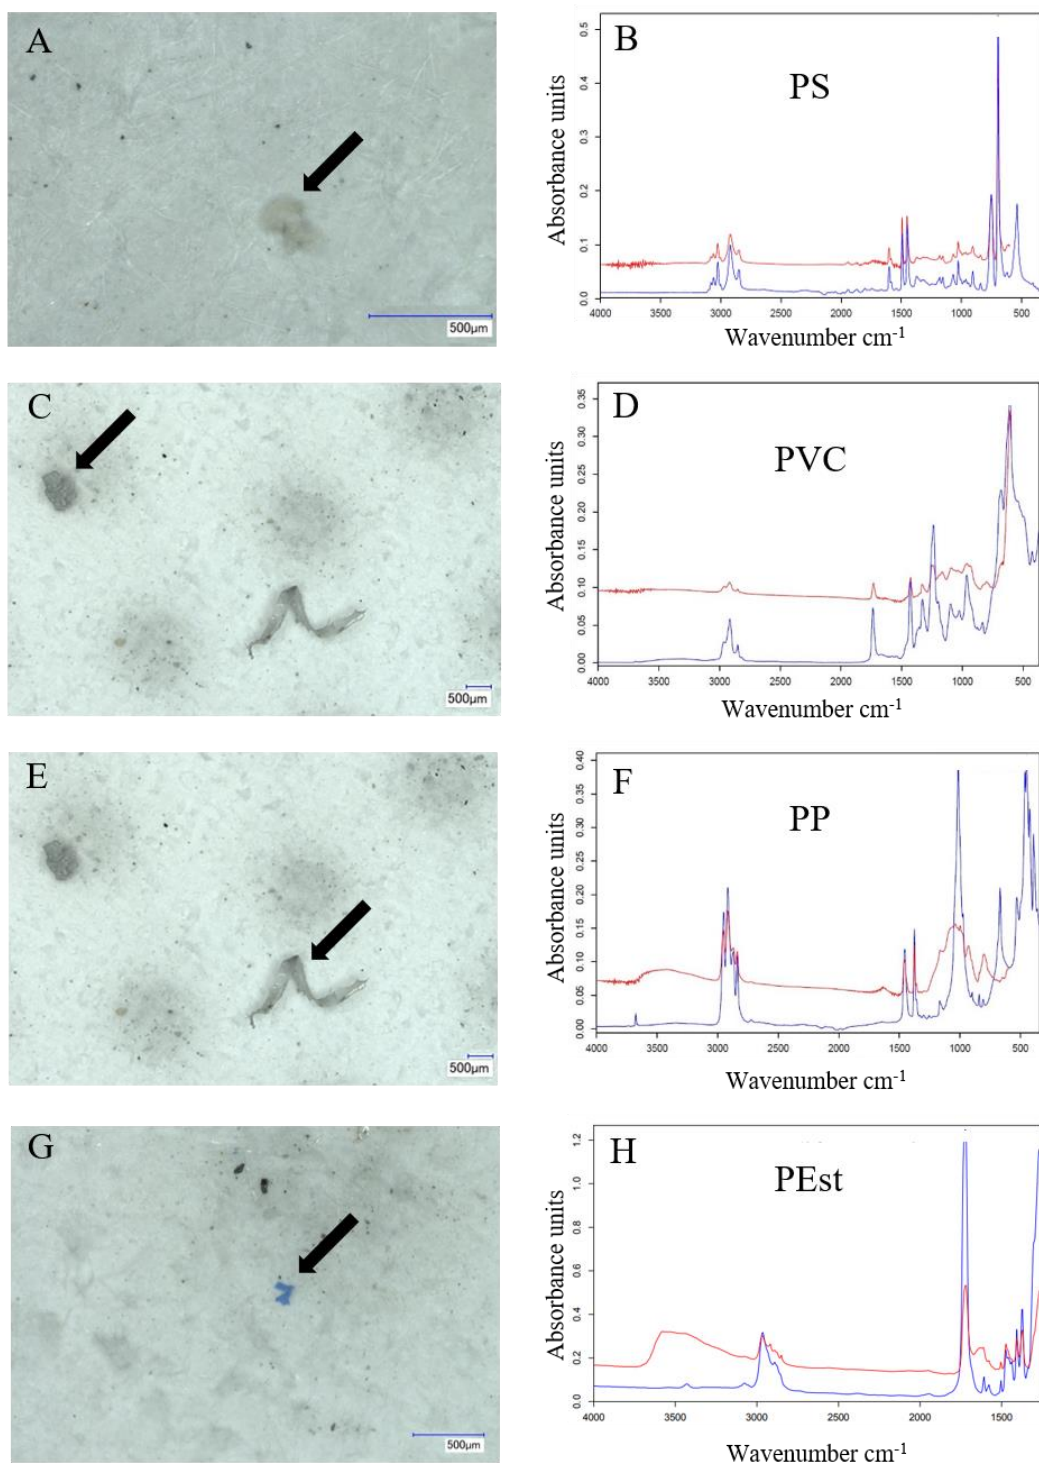 A
500µm
B
PS
Absorbance units
0.5
0.4
0.3
0.2
0.1
0.0
4000 3500 3000 2500 2000 1500 1000 500
Wavenumber cm-1
C
500µm
D
PVC
Absorbance units
0.35
0.30
0.25
0.20
0.15
0.10
0.05
0.00
4000 3500 3000 2500 2000 1500 1000 500
Wavenumber cm-1
E
500µm
F
PP
Absorbance units
0.40
0.35
0.30
0.25
0.20
0.15
0.10
0.05
0.00
4000 3500 3000 2500 2000 1500 1000 500
Wavenumber cm-1
G
500µm
H
PEst
Absorbance units
1.2
1.0
0.8
0.6
0.4
0.2
0.0
4000 3500 3000 2500 2000 1500
Wavenumber cm-1